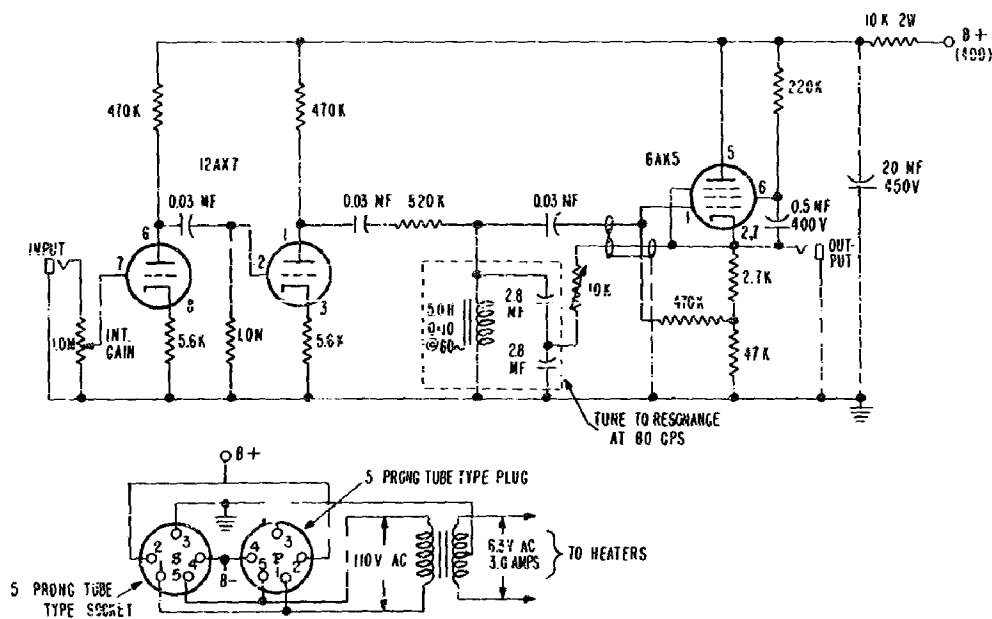 10K 2W
B+
(400)
470K
470K
220K
12AX7
6AK5
5
6
20 MF
450V
0.03 MF
0.03 MF
520K
0.03 MF
0.5 MF
400V
6
1
1
2,7
INPUT
7
2
OUT-
PUT
8
3
10K
2.7K
2.8
MF
5.0H
Q=10
@60
470K
1.0M
INT.
GAIN
5.6K
1.0M
5.6K
2.8
MF
47K
TUNE TO RESONANCE
AT 60 CPS
B+
5 PRONG TUBE TYPE PLUG
3
3
2
S
4
4
P
2
1
5
B-
5
1
110V AC
6.3V AC
3.0 AMPS
TO HEATERS
5 PRONG TUBE
TYPE SOCKET